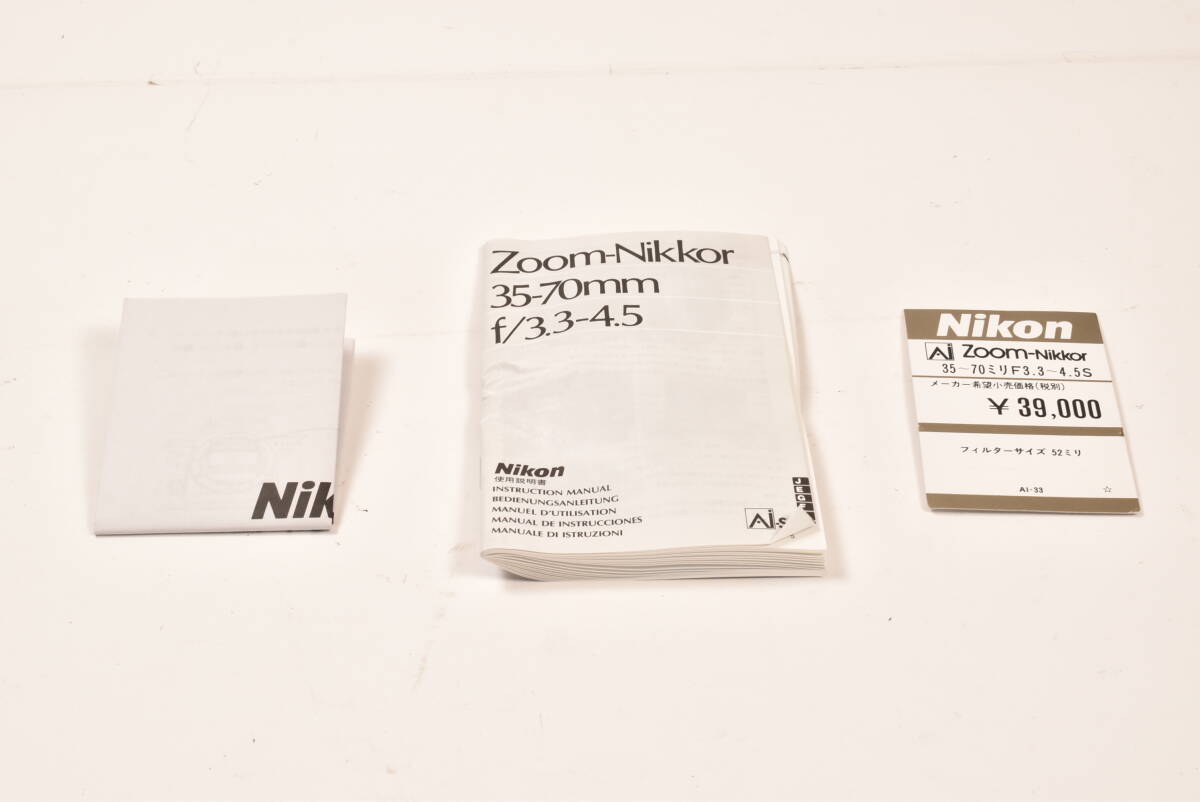 Nik
Zoom-Nikkor
35-70mm
f/3.3-4.5
Nikon
使用説明書
INSTRUCTION MANUAL
BEDIENUNGSANLEITUNG
MANUEL D'UTILISATION
MANUAL DE INSTRUCCIONES
MANUALE DI ISTRUZIONI
J
E
G
F
Ai-s
Nikon
Ai Zoom-Nikkor
35〜70ミリF3.3〜4.5S
メーカー希望小売価格(税別)
¥ 39,000
フィルターサイズ 52ミリ
AI-33 ☆